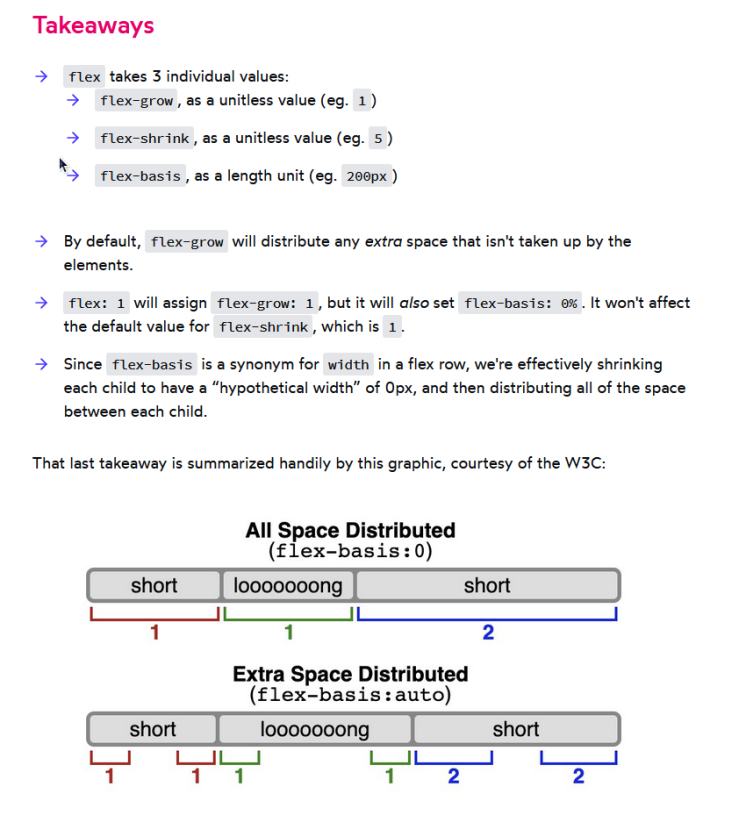 Takeaways
→ flex takes 3 individual values:
→ flex-grow, as a unitless value (eg. 1)
→ flex-shrink, as a unitless value (eg. 5)
→ flex-basis, as a length unit (eg. 200px)
→ By default, flex-grow will distribute any extra space that isn't taken up by the
elements.
→ flex: 1 will assign flex-grow: 1, but it will also set flex-basis: 0%. It won't affect
the default value for flex-shrink, which is 1.
→ Since flex-basis is a synonym for width in a flex row, we're effectively shrinking
each child to have a “hypothetical width” of 0px, and then distributing all of the space
between each child.
That last takeaway is summarized handily by this graphic, courtesy of the W3C:
All Space Distributed
(flex-basis:0)
short looooooong short
1 1 2
Extra Space Distributed
(flex-basis:auto)
short looooooong short
1 1 1 1 2 2